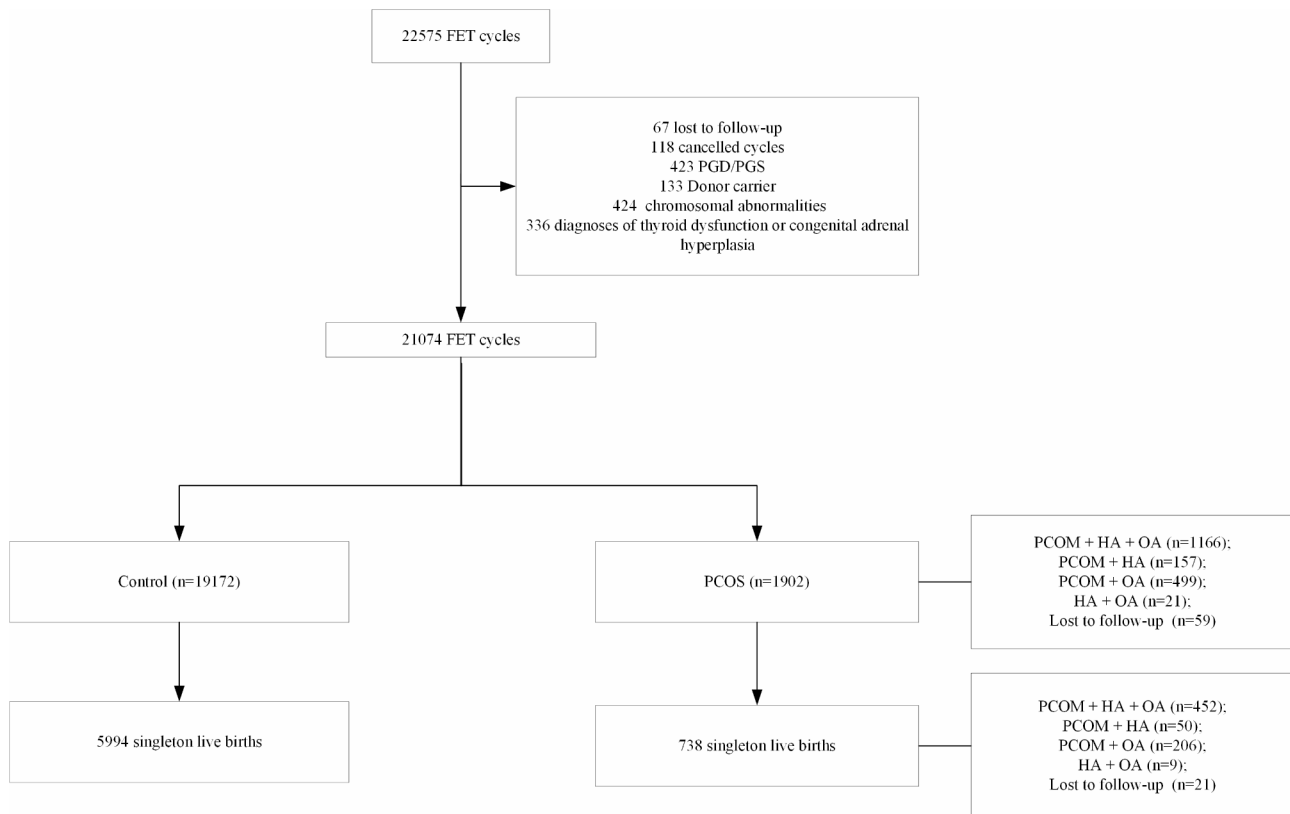 22575 FET cycles
67 lost to follow-up
118 cancelled cycles
423 PGD/PGS
133 Donor carrier
424 chromosomal abnormalities
336 diagnoses of thyroid dysfunction or congenital adrenal
hyperplasia
21074 FET cycles
Control (n=19172)
PCOS (n=1902)
PCOM + HA + OA (n=1166);
PCOM + HA (n=157);
PCOM + OA (n=499);
HA + OA (n=21);
Lost to follow-up (n=59)
5994 singleton live births
738 singleton live births
PCOM + HA + OA (n=452);
PCOM + HA (n=50);
PCOM + OA (n=206);
HA + OA (n=9);
Lost to follow-up (n=21)